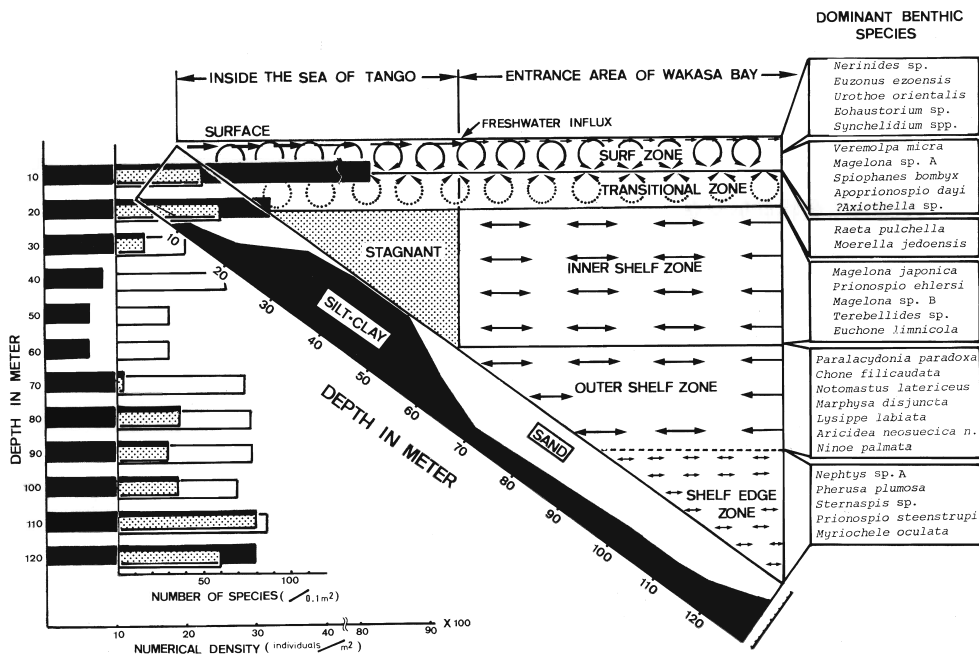 DOMINANT BENTHIC
SPECIES
INSIDE THE SEA OF TANGO
ENTRANCE AREA OF WAKASA BAY
SURFACE
FRESHWATER INFLUX
SURF ZONE
TRANSITIONAL ZONE
STAGNANT
INNER SHELF ZONE
OUTER SHELF ZONE
SHELF EDGE
ZONE
SILT-CLAY
SAND
Nerinides sp.
Euzonus ezoensis
Urothoe orientalis
Eohaustorium sp.
Synchelidium spp.
Veremolpa micra
Magelona sp. A
Spiophanes bombyx
Apoprionospio dayi
?Axiothella sp.
Raeta pulchella
Moerella jedoensis
Magelona japonica
Prionospio ehlersi
Magelona sp. B
Terebellides sp.
Euchone limnicola
Paralacydonia paradoxa
Chone filicaudata
Notomastus latericeus
Marphysa disjuncta
Lysippe labiata
Aricidea neosuecica n.
Ninoe palmata
Nephtys sp. A
Pherusa plumosa
Sternaspis sp.
Prionospio steenstrupi
Myriochele oculata
DEPTH IN METER
10
20
30
40
50
60
70
80
90
100
110
120
DEPTH IN METER
10
20
30
40
50
60
70
80
90
100
110
120
50 100
NUMBER OF SPECIES (/0.1m²)
10 20 30 40 80 90 X 100
NUMERICAL DENSITY (individuals/m²)